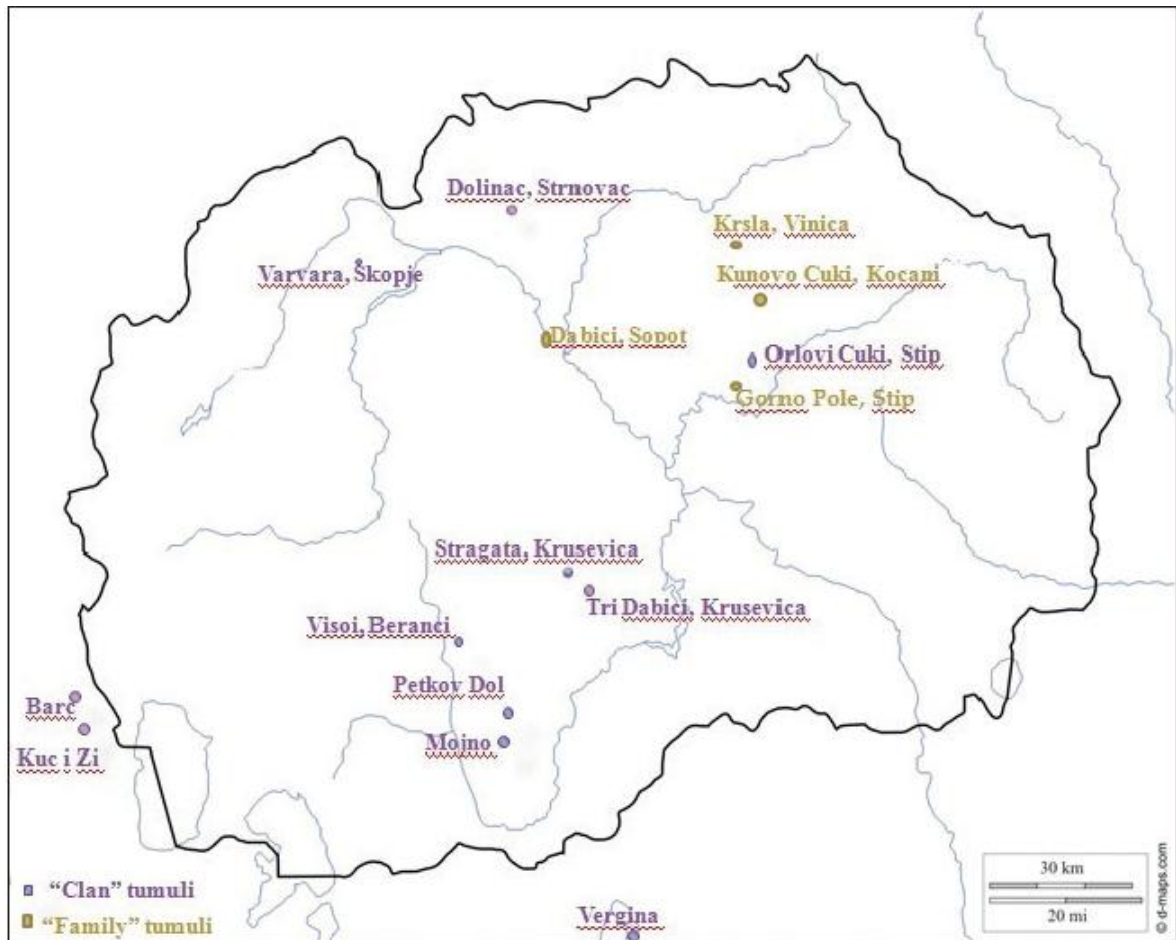 Dolinac, Strnovac
Krsla, Vinica
Varvara, Škopje
Kunovo Cuki, Kocani
Dabici, Sopot
Orlovi Cuki, Stip
Gorno Pole, Stip
Stragata, Krusevica
Tri Dabici, Krusevica
Visoi, Beranci
Petkov Dol
Barč
Mojno
Kuc i Zi
30 km
20 mi
© d-maps.com
“Clan” tumuli
“Family” tumuli
Vergina